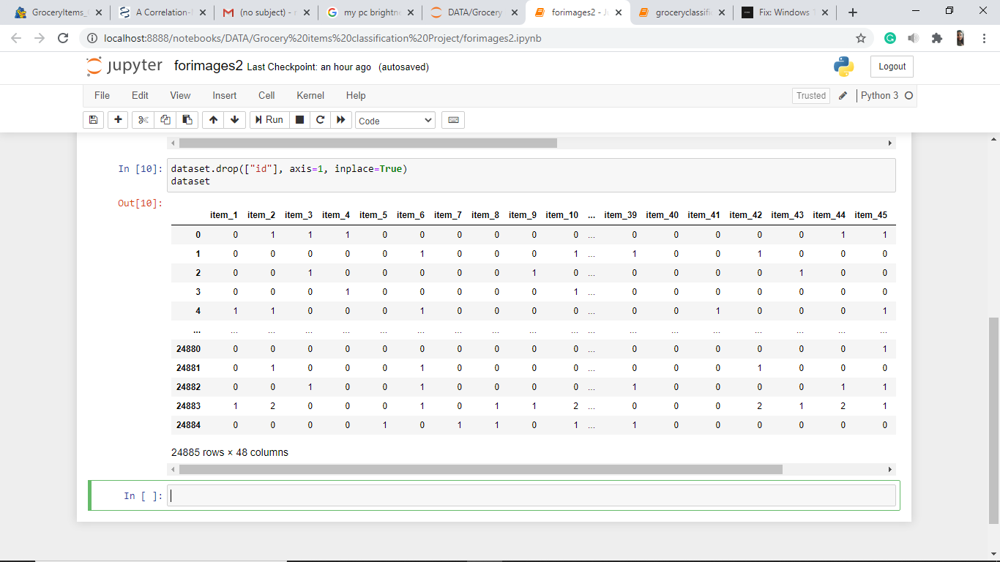 GroceryItems_
A Correlation-
(no subject) - r
my pc brightne
DATA/Grocery
forimages2 - J
groceryclassifi
Fix: Windows 1
localhost:8888/notebooks/DATA/Grocery%20items%20classification%20Project/forimages2.ipynb
jupyter forimages2 Last Checkpoint: an hour ago (autosaved)
Logout
File Edit View Insert Cell Kernel Help
Trusted
Python 3
Run
Code
In [10]: dataset.drop(["id"], axis=1, inplace=True)
dataset
Out[10]:
item_1 item_2 item_3 item_4 item_5 item_6 item_7 item_8 item_9 item_10 ... item_39 item_40 item_41 item_42 item_43 item_44 item_45
0 0 1 1 1 0 0 0 0 0 0 ... 0 0 0 0 0 1 1
1 0 0 0 0 0 1 0 0 0 1 ... 1 0 0 1 0 0 0
2 0 0 1 0 0 0 0 0 1 0 ... 0 0 0 0 1 0 0
3 0 0 0 1 0 0 0 0 0 1 ... 0 0 0 0 0 0 0
4 1 1 0 0 0 1 0 0 0 0 ... 0 0 1 0 0 0 1
... ... ... ... ... ... ... ... ... ... ... ... ... ... ... ... ... ... ...
24880 0 0 0 0 0 0 0 0 0 0 ... 0 0 0 0 0 0 1
24881 0 1 0 0 0 1 0 0 0 0 ... 0 0 0 1 0 0 0
24882 0 0 1 0 0 1 0 0 0 0 ... 1 0 0 0 0 1 1
24883 1 2 0 0 0 1 0 1 1 2 ... 0 0 0 2 1 2 1
24884 0 0 0 0 1 0 1 1 0 1 ... 1 0 0 0 0 0 0
24885 rows × 48 columns
In [ ]: